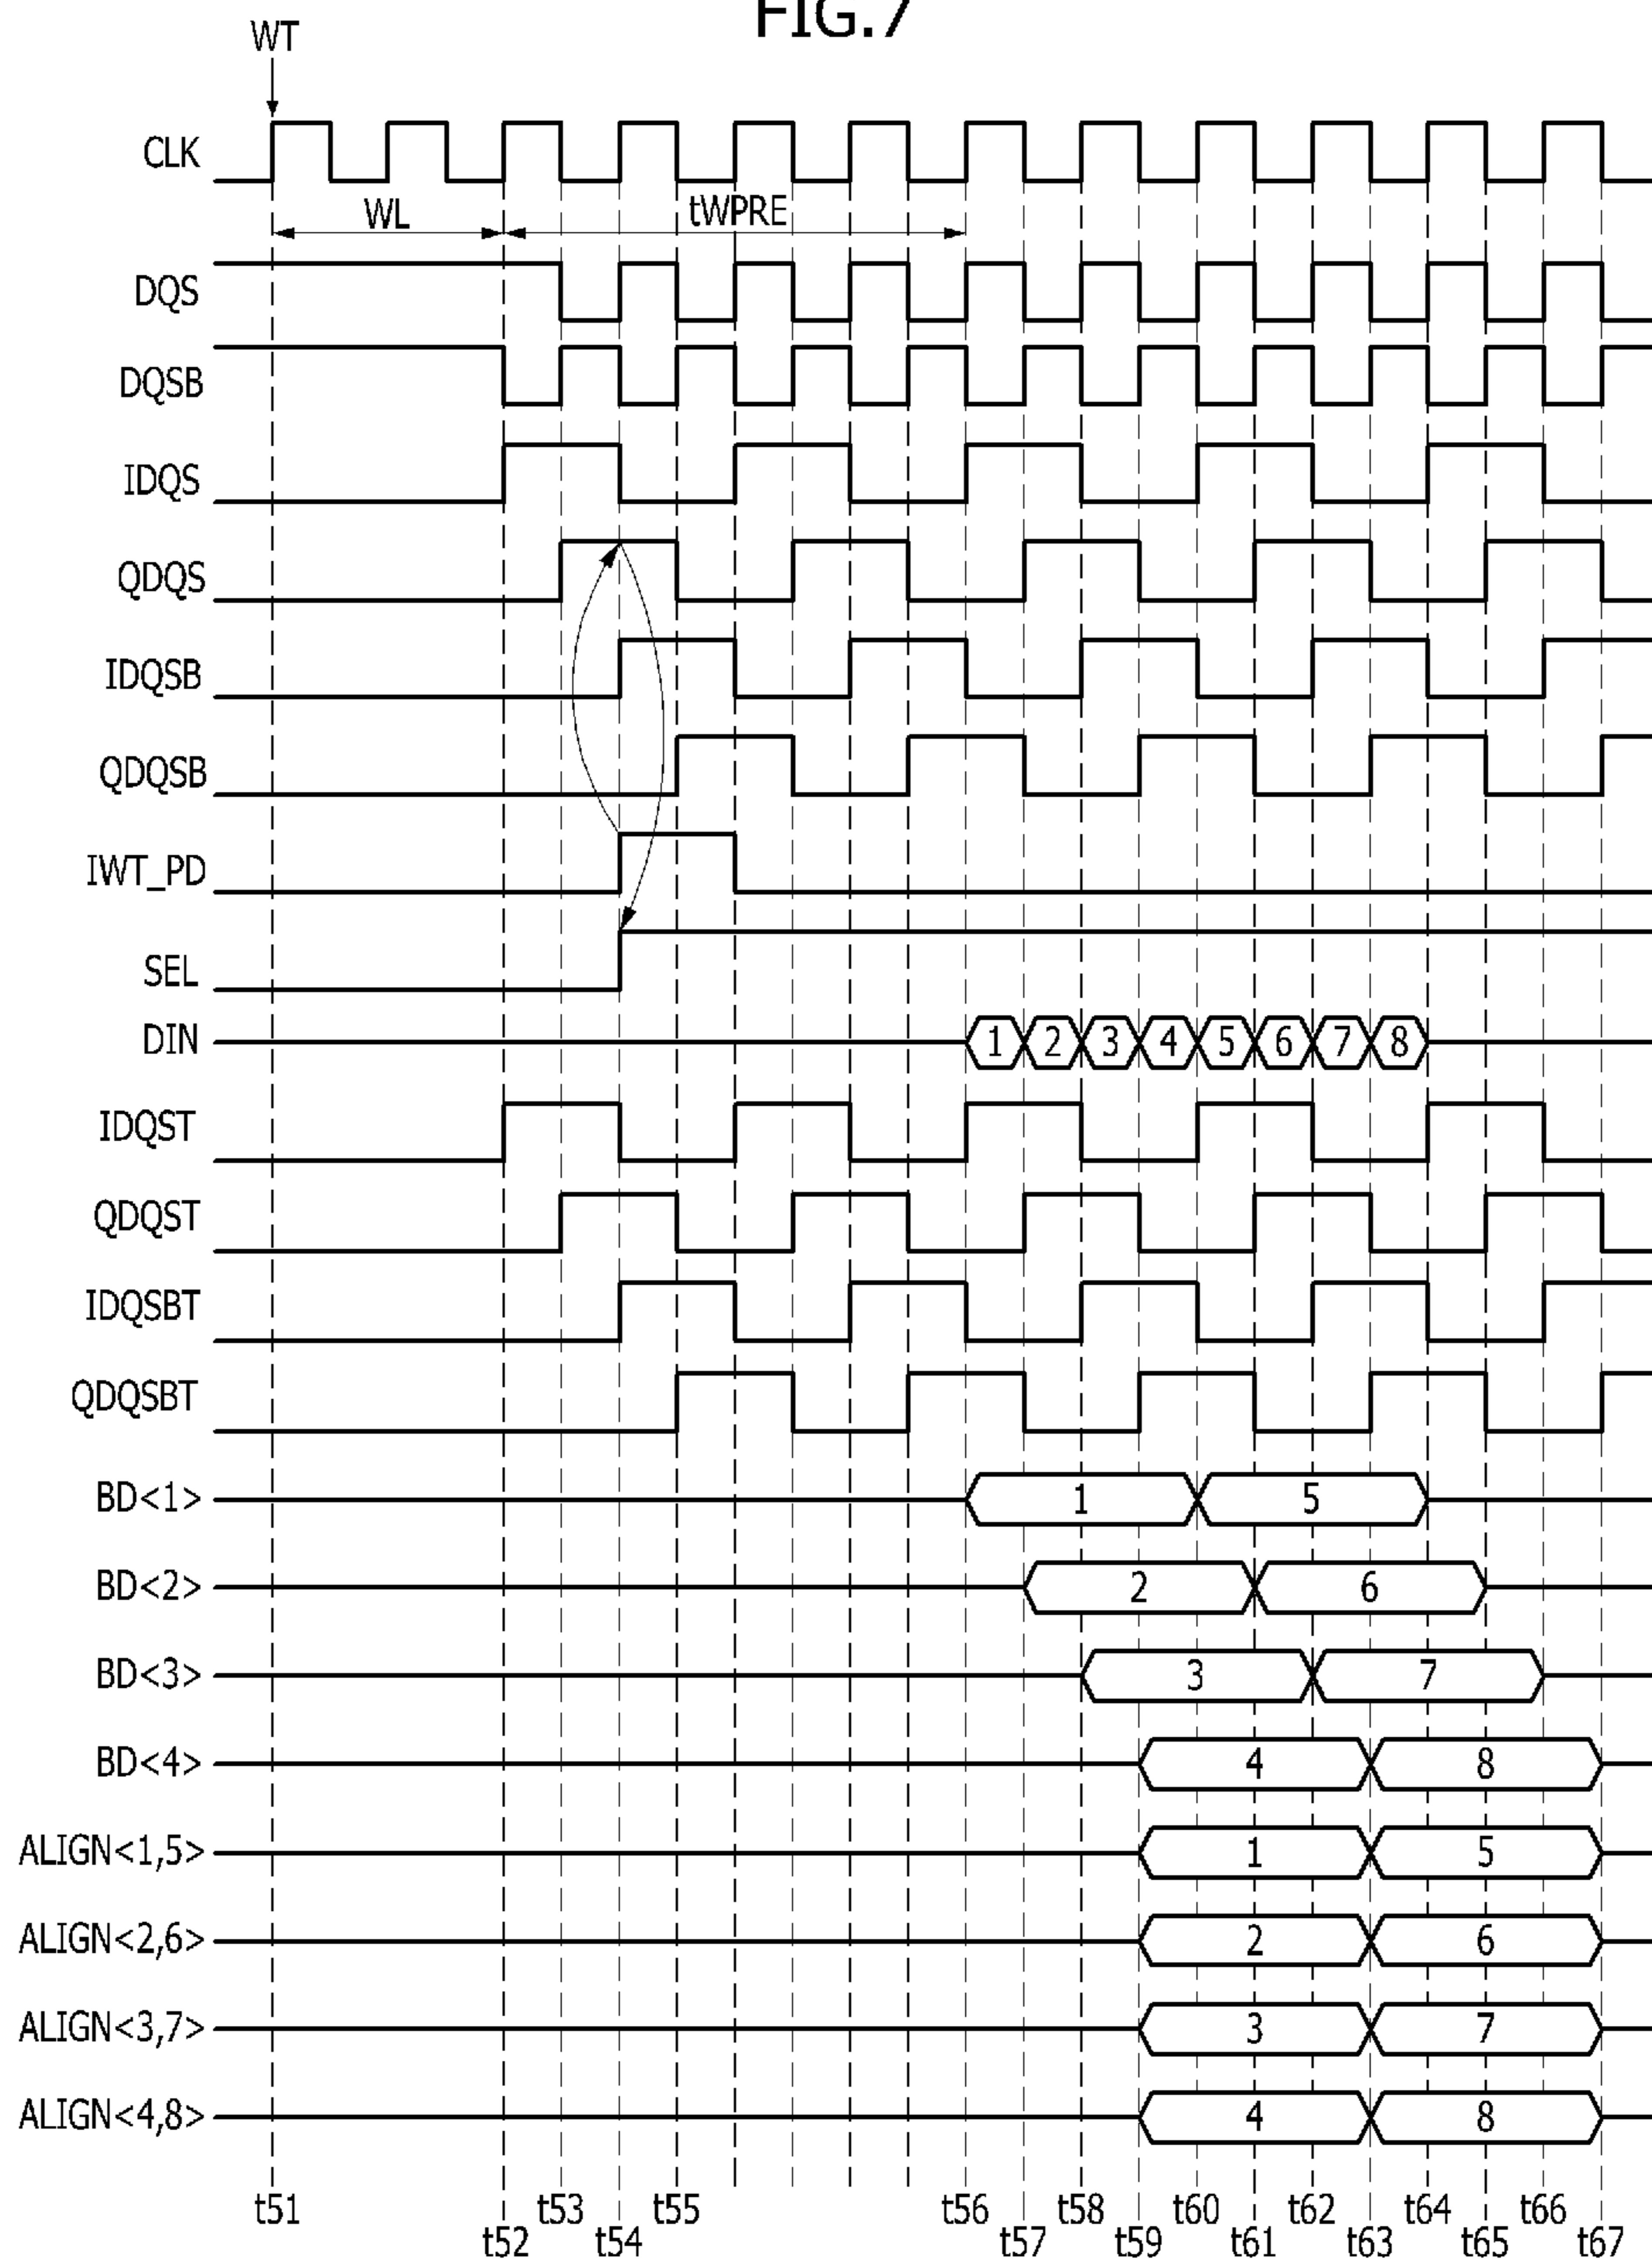 FIG.7
WT
CLK
WL
tWPRE
DQS
DQSB
IDQS
QDQS
IDQSB
QDQSB
IWT_PD
SEL
DIN 1 2 3 4 5 6 7 8
IDQST
QDQST
IDQSBT
QDQSBT
BD<1> 1 5
BD<2> 2 6
BD<3> 3 7
BD<4> 4 8
ALIGN<1,5> 1 5
ALIGN<2,6> 2 6
ALIGN<3,7> 3 7
ALIGN<4,8> 4 8
t51 t53 t55 t56 t58 t60 t62 t64 t66
t52 t54 t57 t59 t61 t63 t65 t67